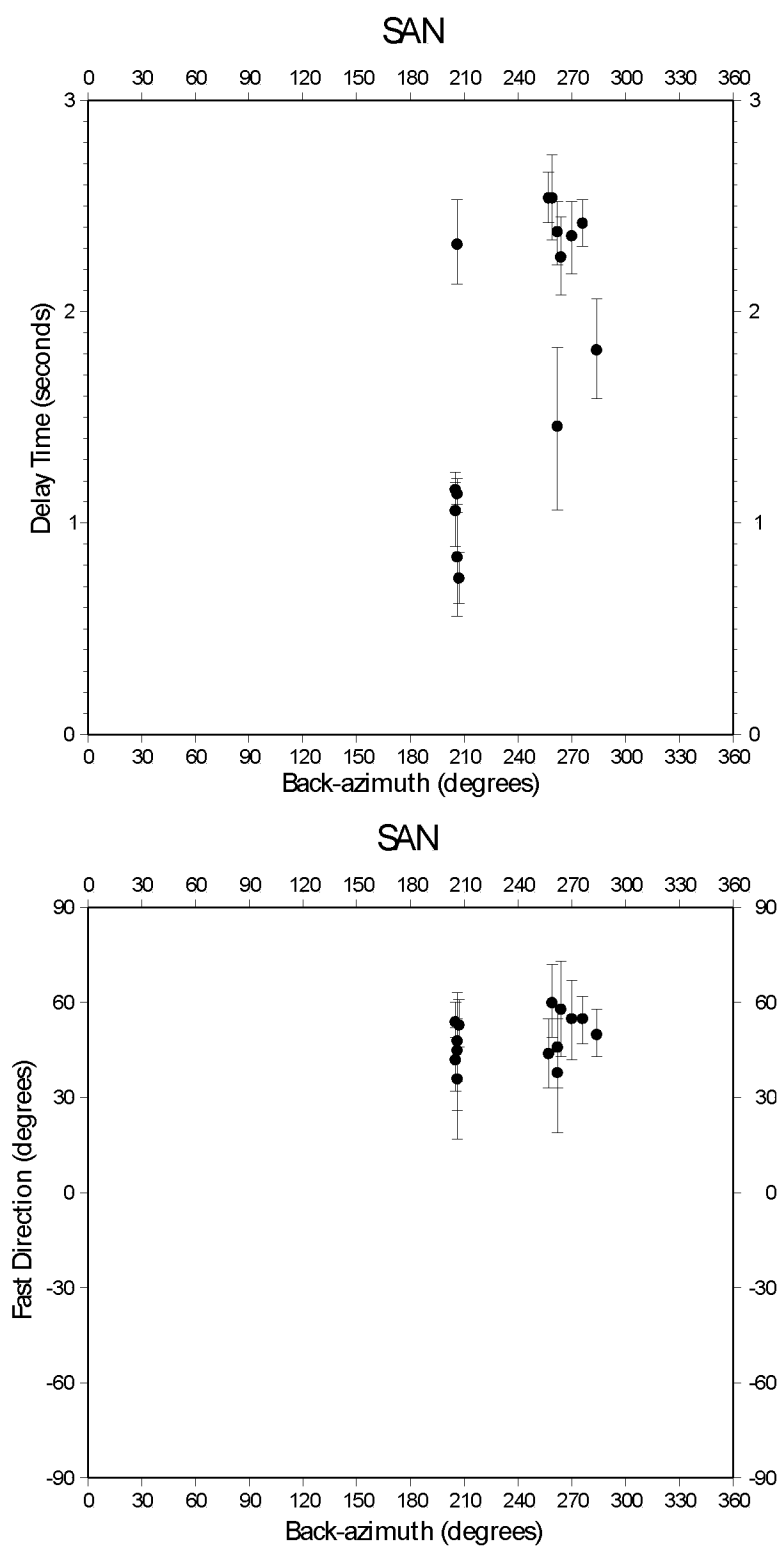 SAN
0 30 60 90 120 150 180 210 240 270 300 330 360
3 3
2 2
Delay Time (seconds)
1 1
0 0
0 30 60 90 120 150 180 210 240 270 300 330 360
Back-azimuth (degrees)
SAN
0 30 60 90 120 150 180 210 240 270 300 330 360
90 90
60 60
30 30
Fast Direction (degrees)
0 0
-30 -30
-60 -60
-90 -90
0 30 60 90 120 150 180 210 240 270 300 330 360
Back-azimuth (degrees)